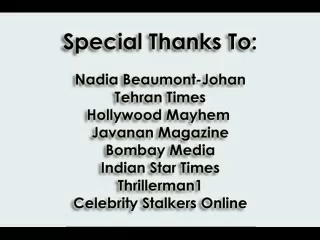 Special Thanks To:
Nadia Beaumont-Johan
Tehran Times
Hollywood Mayhem
Javanan Magazine
Bombay Media
Indian Star Times
Thrillerman1
Celebrity Stalkers Online